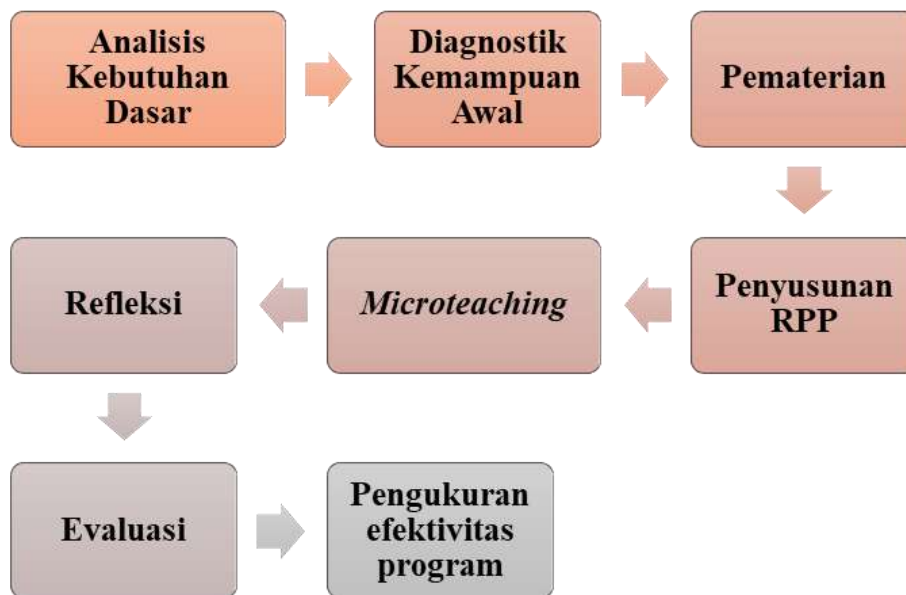 Analisis
Kebutuhan
Dasar
Diagnostik
Kemampuan
Awal
Pematerian
Penyusunan
RPP
Microteaching
Refleksi
Evaluasi
Pengukuran
efektivitas
program